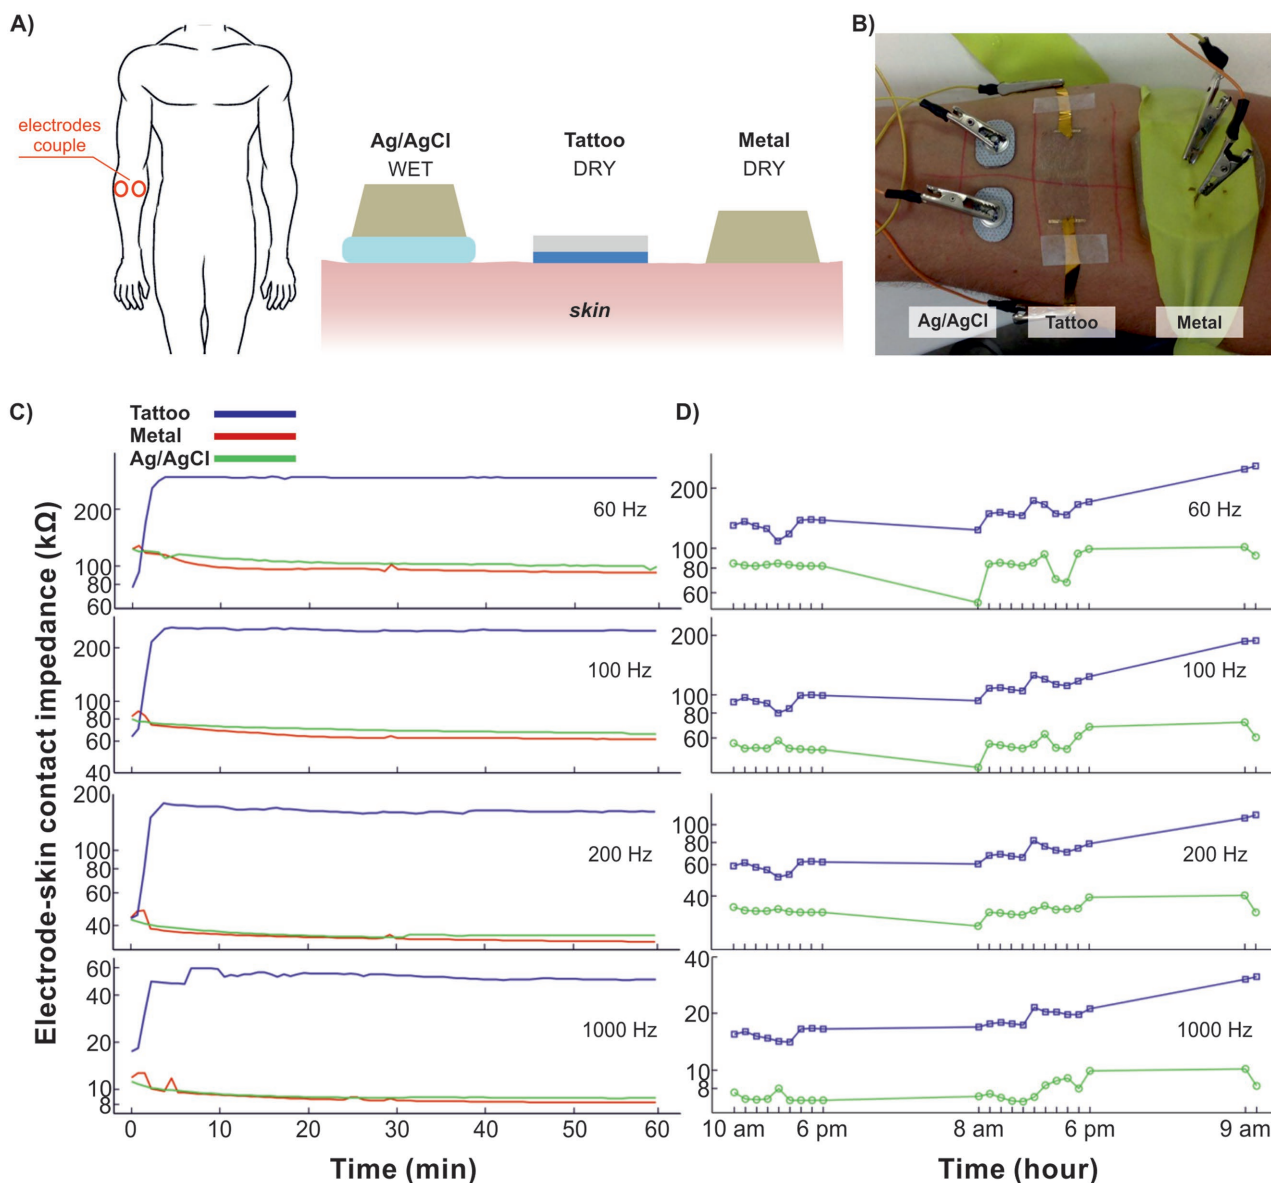 A)
electrodes
couple
Ag/AgCl
WET
Tattoo
DRY
Metal
DRY
skin
B)
Ag/AgCl
Tattoo
Metal
C)
Tattoo
Metal
Ag/AgCl
Electrode-skin contact impedance (kΩ)
200
100
80
60
60 Hz
200
100
80
60
40
100 Hz
200
100
80
60
40
200 Hz
60
40
20
10
8
1000 Hz
0 10 20 30 40 50 60
Time (min)
D)
200
100
80
60
60 Hz
200
100
80
60
100 Hz
100
80
60
40
200 Hz
40
20
10
8
1000 Hz
10 am 6 pm 8 am 6 pm 9 am
Time (hour)